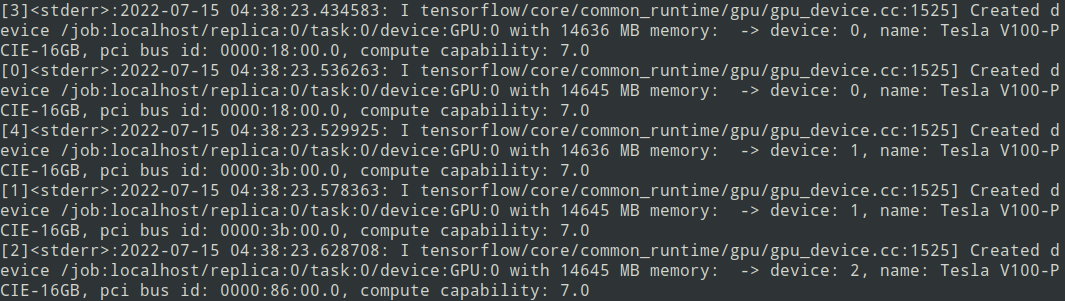 [3]<stderr>:2022-07-15 04:38:23.434583: I tensorflow/core/common_runtime/gpu/gpu_device.cc:1525] Created d
evice /job:localhost/replica:0/task:0/device:GPU:0 with 14636 MB memory:  -> device: 0, name: Tesla V100-P
CIE-16GB, pci bus id: 0000:18:00.0, compute capability: 7.0
[0]<stderr>:2022-07-15 04:38:23.536263: I tensorflow/core/common_runtime/gpu/gpu_device.cc:1525] Created d
evice /job:localhost/replica:0/task:0/device:GPU:0 with 14645 MB memory:  -> device: 0, name: Tesla V100-P
CIE-16GB, pci bus id: 0000:18:00.0, compute capability: 7.0
[4]<stderr>:2022-07-15 04:38:23.529925: I tensorflow/core/common_runtime/gpu/gpu_device.cc:1525] Created d
evice /job:localhost/replica:0/task:0/device:GPU:0 with 14636 MB memory:  -> device: 1, name: Tesla V100-P
CIE-16GB, pci bus id: 0000:3b:00.0, compute capability: 7.0
[1]<stderr>:2022-07-15 04:38:23.578363: I tensorflow/core/common_runtime/gpu/gpu_device.cc:1525] Created d
evice /job:localhost/replica:0/task:0/device:GPU:0 with 14645 MB memory:  -> device: 1, name: Tesla V100-P
CIE-16GB, pci bus id: 0000:3b:00.0, compute capability: 7.0
[2]<stderr>:2022-07-15 04:38:23.628708: I tensorflow/core/common_runtime/gpu/gpu_device.cc:1525] Created d
evice /job:localhost/replica:0/task:0/device:GPU:0 with 14645 MB memory:  -> device: 2, name: Tesla V100-P
CIE-16GB, pci bus id: 0000:86:00.0, compute capability: 7.0